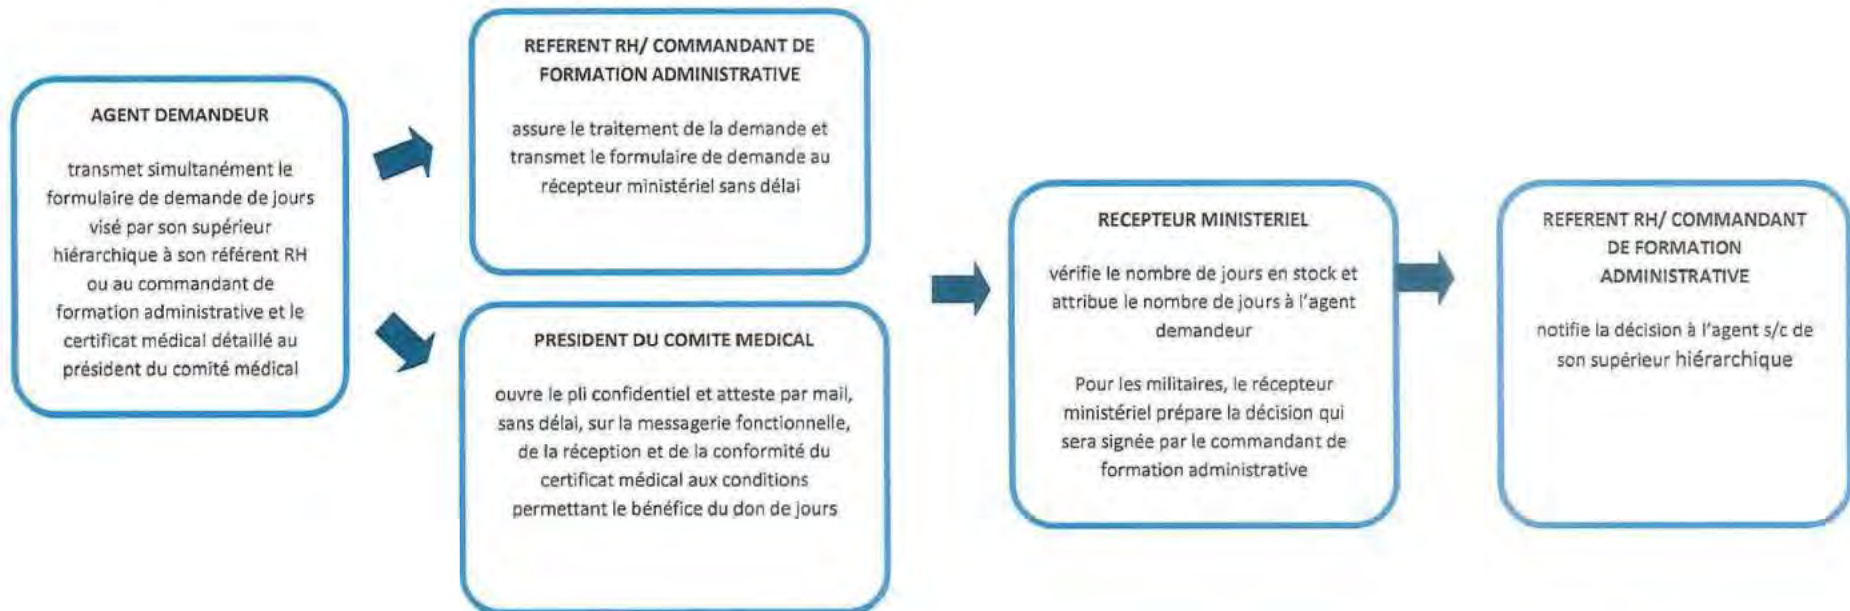 AGENT DEMANDEUR
transmet simultanément le
formulaire de demande de jours
visé par son supérieur
hiérarchique à son référent RH
ou au commandant de
formation administrative et le
certificat médical détaillé au
président du comité médical
REFERENT RH/ COMMANDANT DE
FORMATION ADMINISTRATIVE
assure le traitement de la demande et
transmet le formulaire de demande au
récepteur ministériel sans délai
PRESIDENT DU COMITE MEDICAL
ouvre le pli confidentiel et atteste par mail,
sans délai, sur la messagerie fonctionnelle,
de la réception et de la conformité du
certificat médical aux conditions
permettant le bénéfice du don de jours
RECEPTEUR MINISTERIEL
vérifie le nombre de jours en stock et
attribue le nombre de jours à l'agent
demandeur
Pour les militaires, le récepteur
ministériel prépare la décision qui
sera signée par le commandant de
formation administrative
REFERENT RH/ COMMANDANT
DE FORMATION
ADMINISTRATIVE
notifie la décision à l'agent s/c de
son supérieur hiérarchique